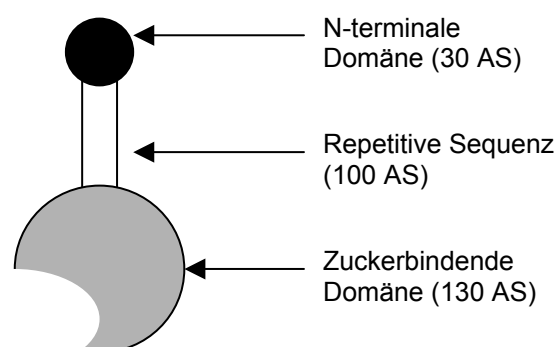 N-terminale
Domäne (30 AS)
Repetitive Sequenz
(100 AS)
Zuckerbindende
Domäne (130 AS)